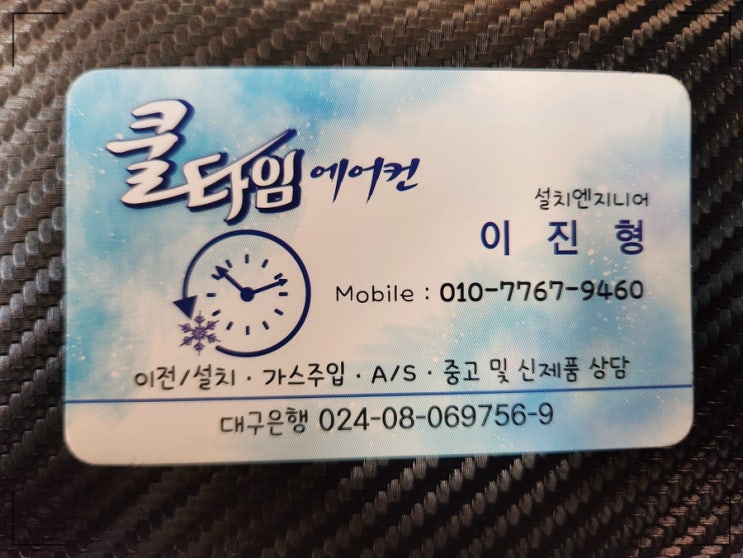 쿨타임 에어컨
설치엔지니어
이 진 형
Mobile : 010-7767-9460
이전/설치 · 가스주입 · A/S · 중고 및 신제품 상담
대구은행 024-08-069756-9